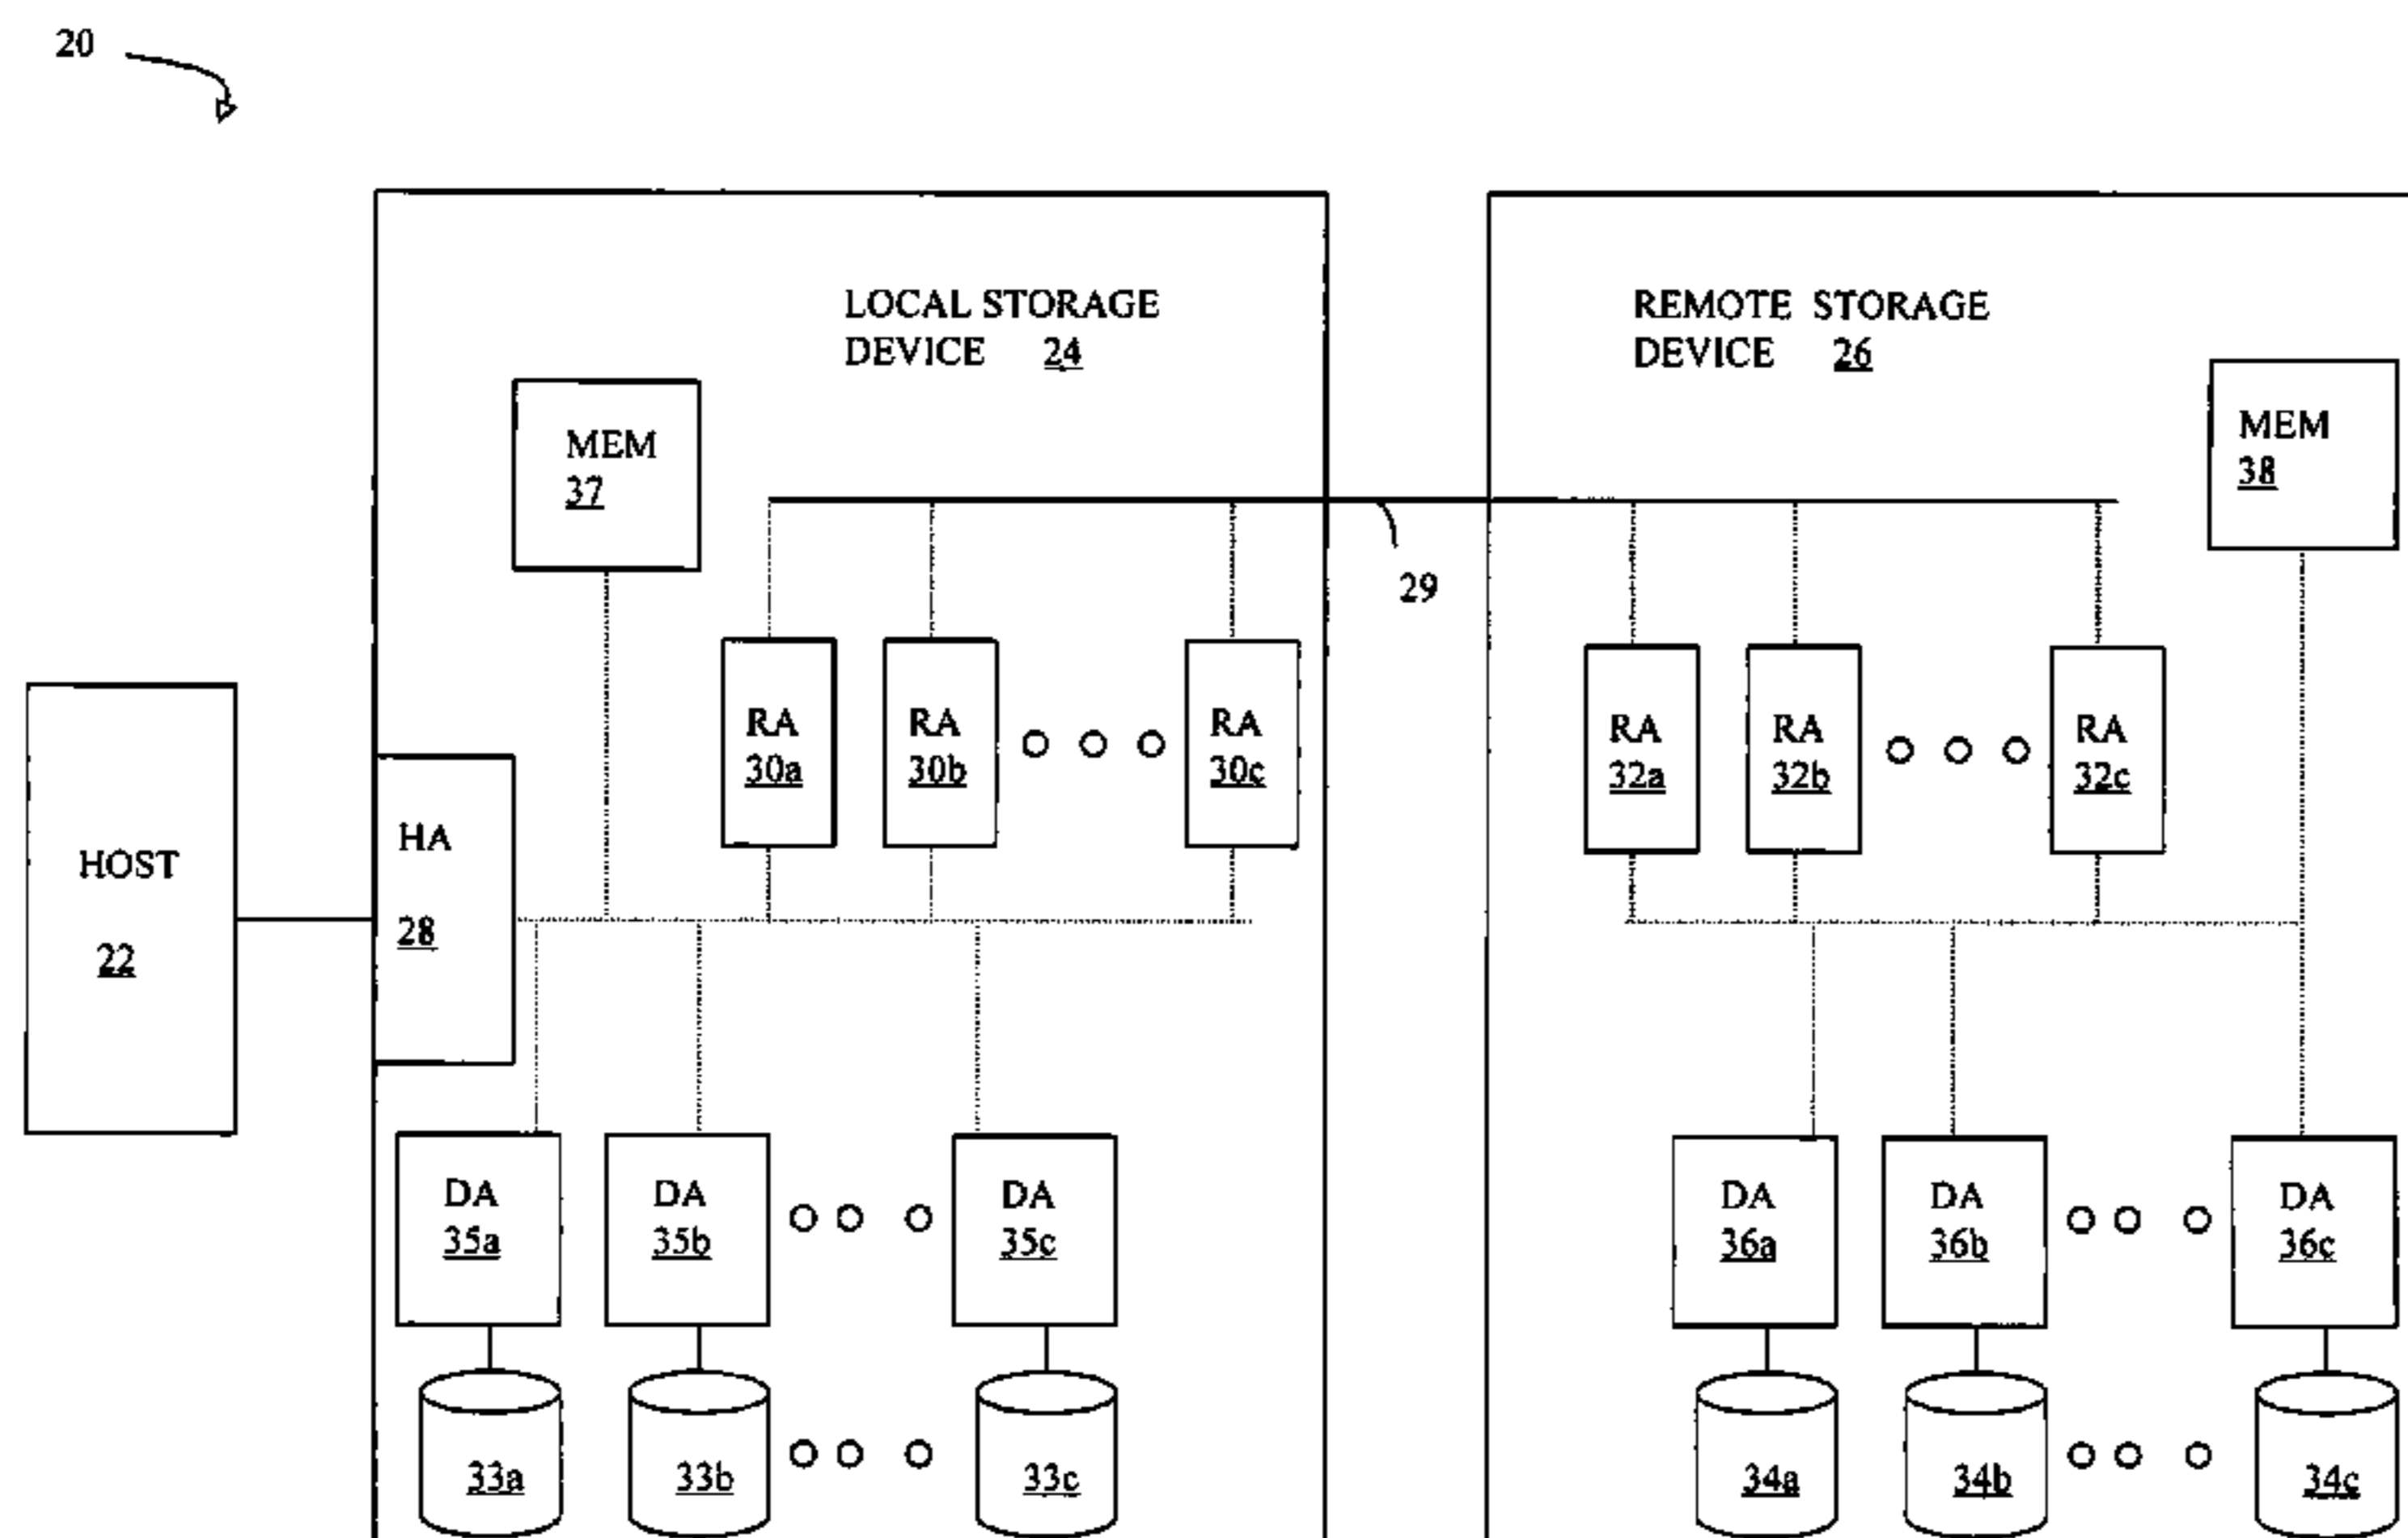 20
LOCAL STORAGE
DEVICE 24
REMOTE STORAGE
DEVICE 26
MEM
37
MEM
38
29
RA
30a
RA
30b
RA
30c
RA
32a
RA
32b
RA
32c
HOST
22
HA
28
DA
35a
DA
35b
DA
35c
DA
36a
DA
36b
DA
36c
33a
33b
33c
34a
34b
34c